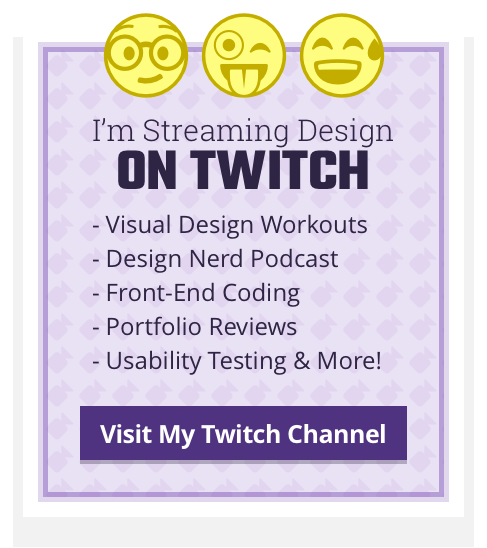 I’m Streaming Design
ON TWITCH
- Visual Design Workouts
- Design Nerd Podcast
- Front-End Coding
- Portfolio Reviews
- Usability Testing & More!
Visit My Twitch Channel